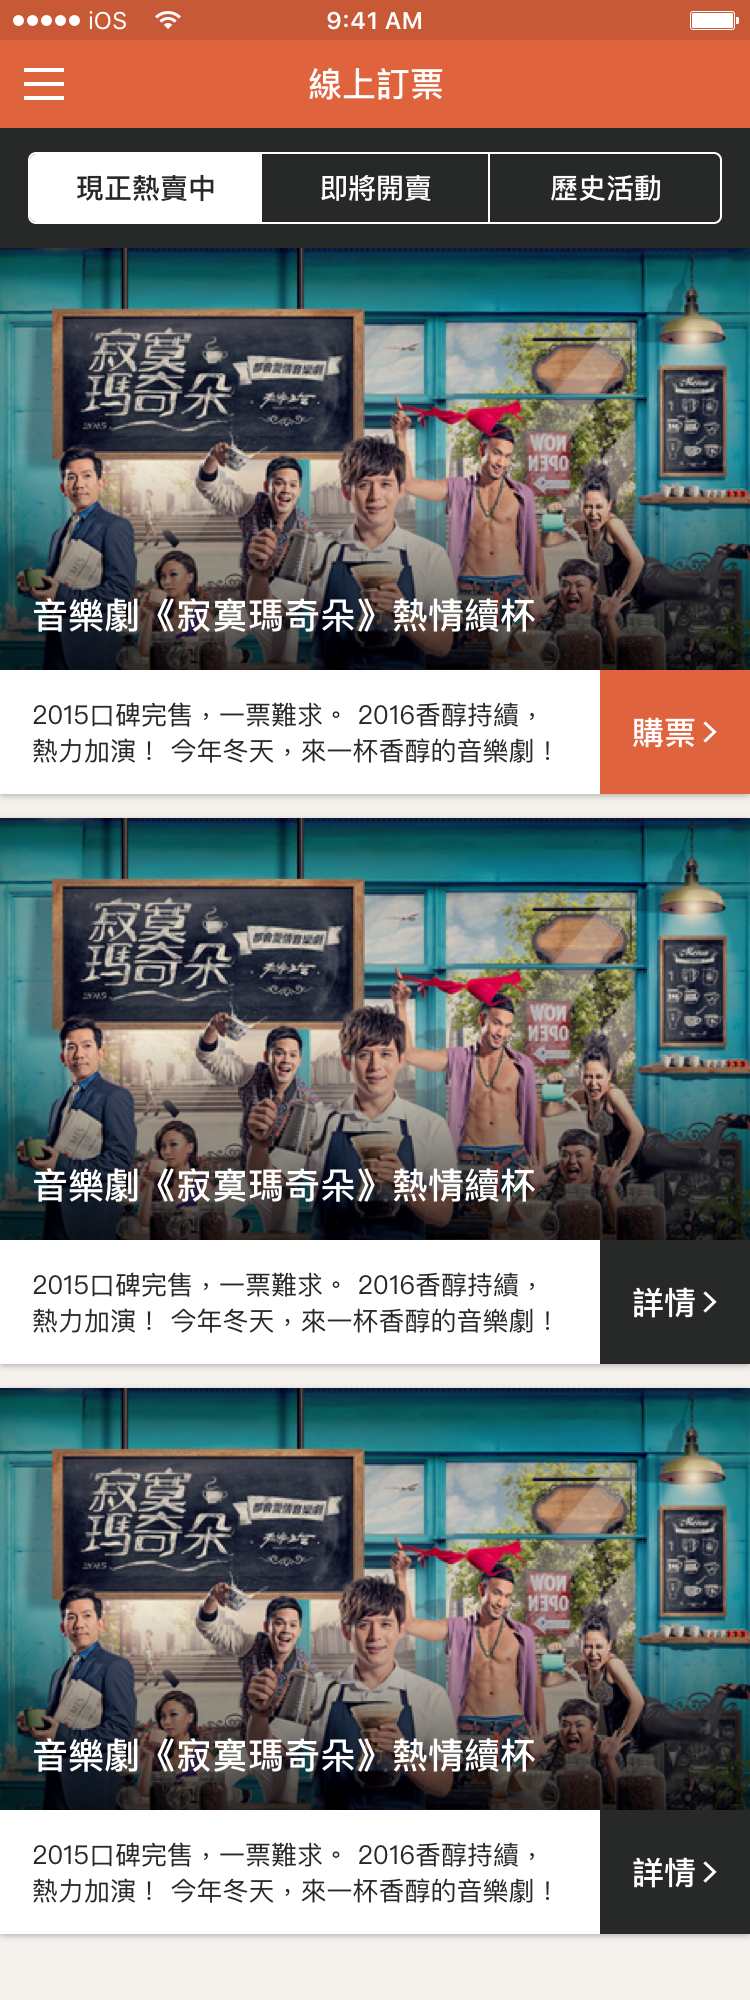 iOS 9:41 AM
線上訂票
現正熱賣中 即將開賣 歷史活動
寂寞
瑪奇朵
都會愛情音樂劇
2015
Menu
NOW
OPEN
音樂劇《寂寞瑪奇朵》熱情續杯
2015口碑完售，一票難求。 2016香醇持續，
熱力加演！ 今年冬天，來一杯香醇的音樂劇！
購票
寂寞
瑪奇朵
都會愛情音樂劇
2015
Menu
NOW
OPEN
音樂劇《寂寞瑪奇朵》熱情續杯
2015口碑完售，一票難求。 2016香醇持續，
熱力加演！ 今年冬天，來一杯香醇的音樂劇！
詳情
寂寞
瑪奇朵
都會愛情音樂劇
2015
Menu
NOW
OPEN
音樂劇《寂寞瑪奇朵》熱情續杯
2015口碑完售，一票難求。 2016香醇持續，
熱力加演！ 今年冬天，來一杯香醇的音樂劇！
詳情